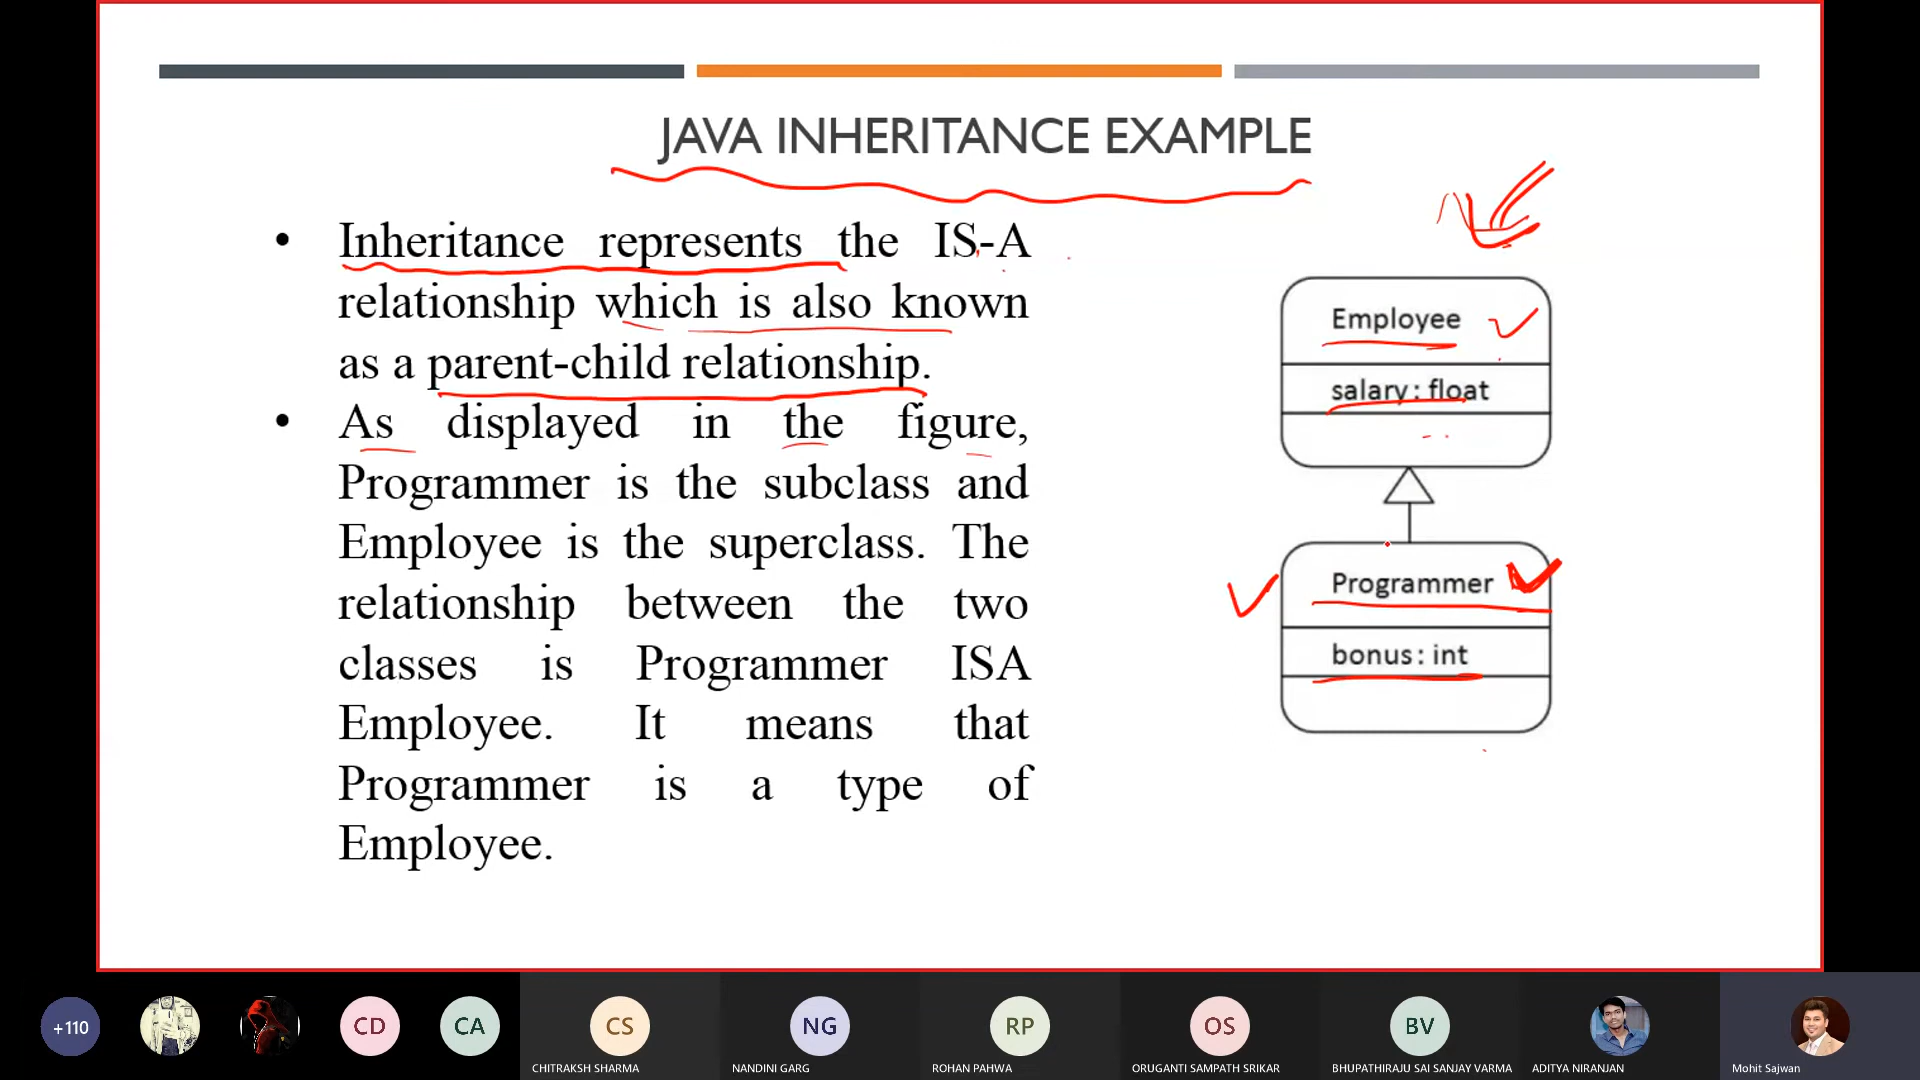 JAVA INHERITANCE EXAMPLE
• Inheritance represents the IS-A
relationship which is also known
as a parent-child relationship.
• As displayed in the figure,
Programmer is the subclass and
Employee is the superclass. The
relationship between the two
classes is Programmer ISA
Employee. It means that
Programmer is a type of
Employee.
Employee
salary : float
Programmer
bonus : int
+110
CD
CA
CS
NG
RP
OS
BV
CHITRAKSH SHARMA
NANDINI GARG
ROHAN PAHWA
ORUGANTI SAMPATH SRIKAR
BHUPATHIRAJU SAI SANJAY VARMA
ADITYA NIRANJAN
Mohit Sajwan